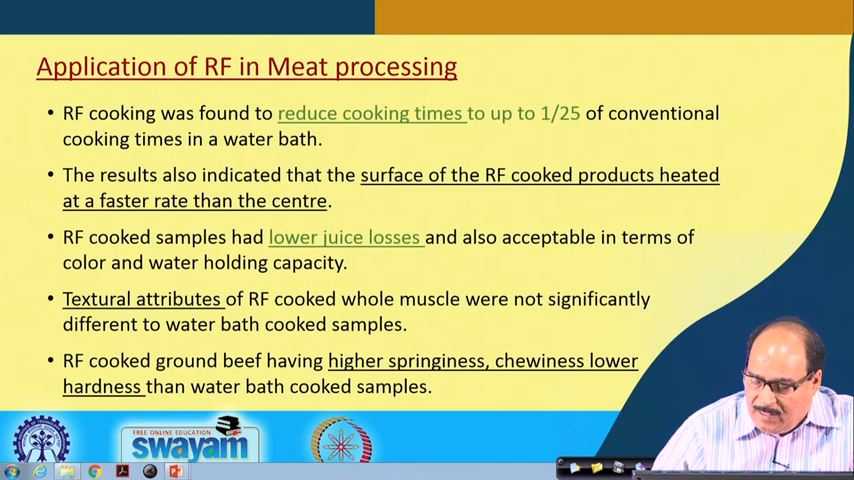 Application of RF in Meat processing
• RF cooking was found to reduce cooking times to up to 1/25 of conventional
cooking times in a water bath.
• The results also indicated that the surface of the RF cooked products heated
at a faster rate than the centre.
• RF cooked samples had lower juice losses and also acceptable in terms of
color and water holding capacity.
• Textural attributes of RF cooked whole muscle were not significantly
different to water bath cooked samples.
• RF cooked ground beef having higher springiness, chewiness lower
hardness than water bath cooked samples.
FREE ONLINE EDUCATION
swayam